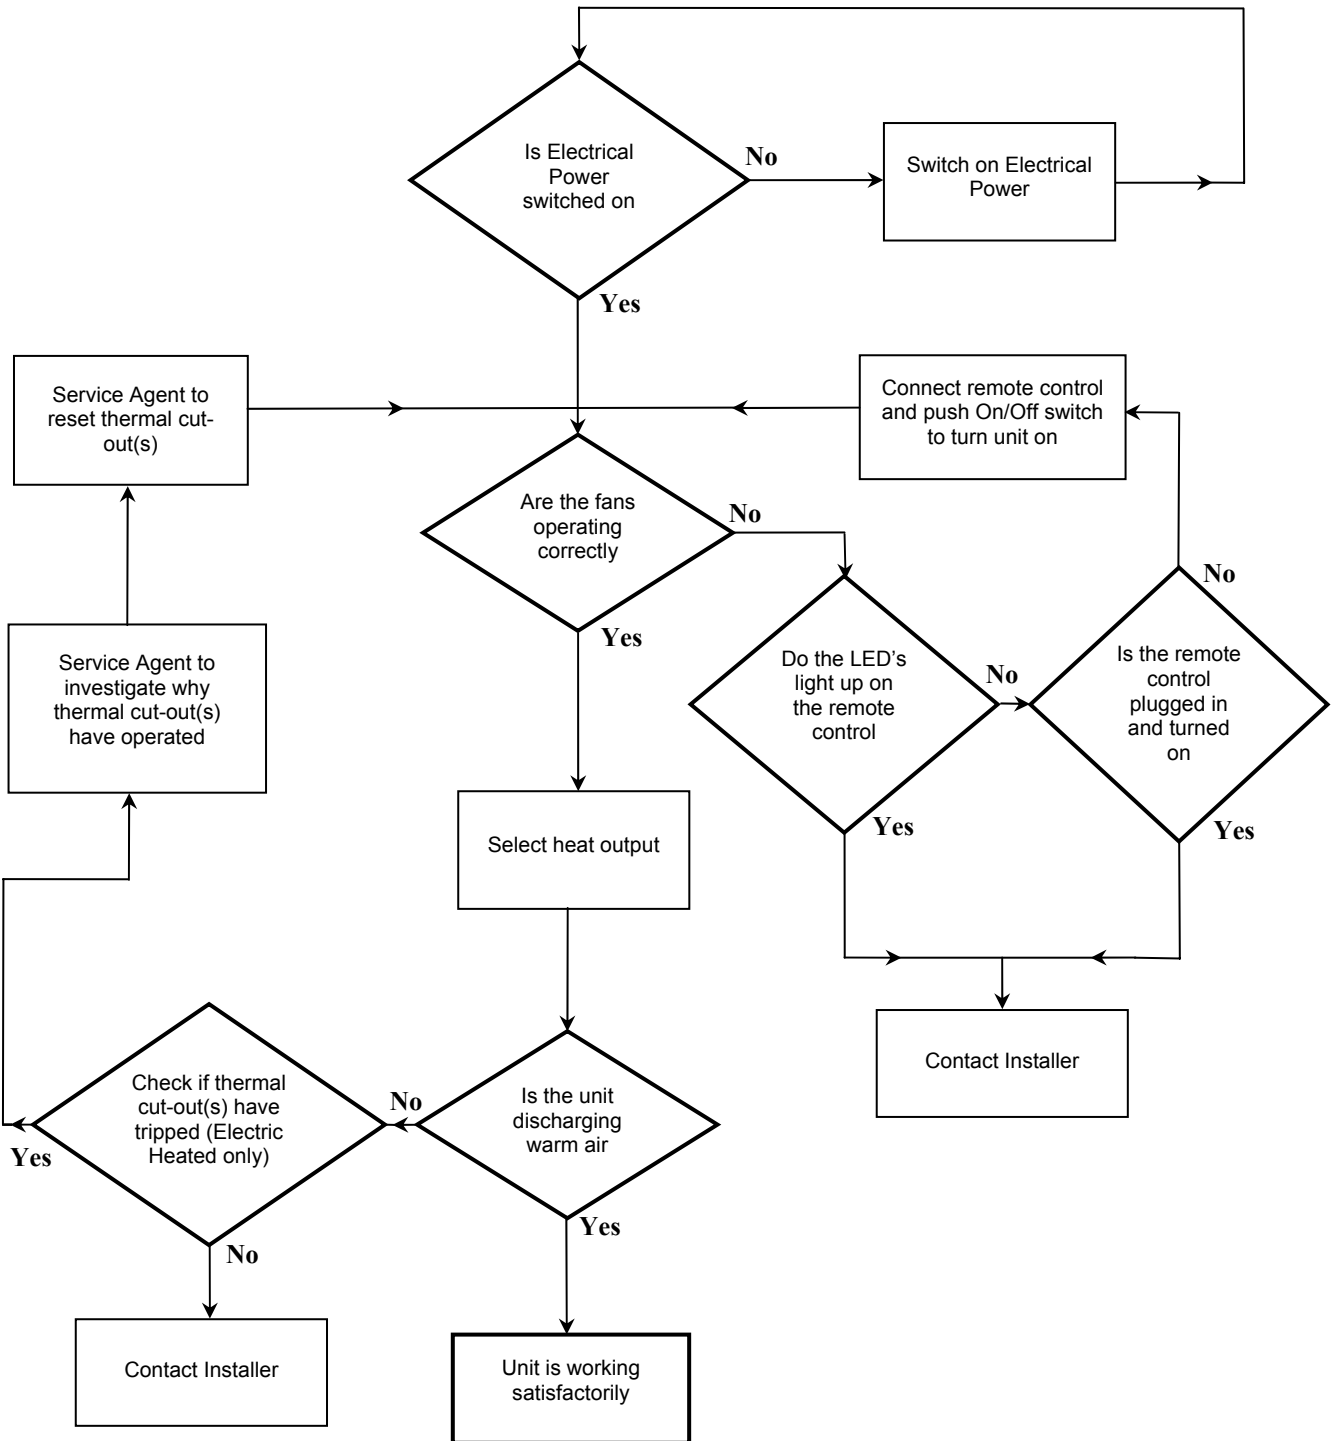 Is Electrical
Power
switched on
No
Switch on Electrical
Power
Yes
Service Agent to
reset thermal cut-
out(s)
Connect remote control
and push On/Off switch
to turn unit on
Are the fans
operating
correctly
No
Yes
Do the LED's
light up on
the remote
control
No
Is the remote
control
plugged in
and turned
on
No
Yes
Yes
Service Agent to
investigate why
thermal cut-out(s)
have operated
Select heat output
Contact Installer
Check if thermal
cut-out(s) have
tripped (Electric
Heated only)
Yes
No
Is the unit
discharging
warm air
No
Yes
Contact Installer
Unit is working
satisfactorily